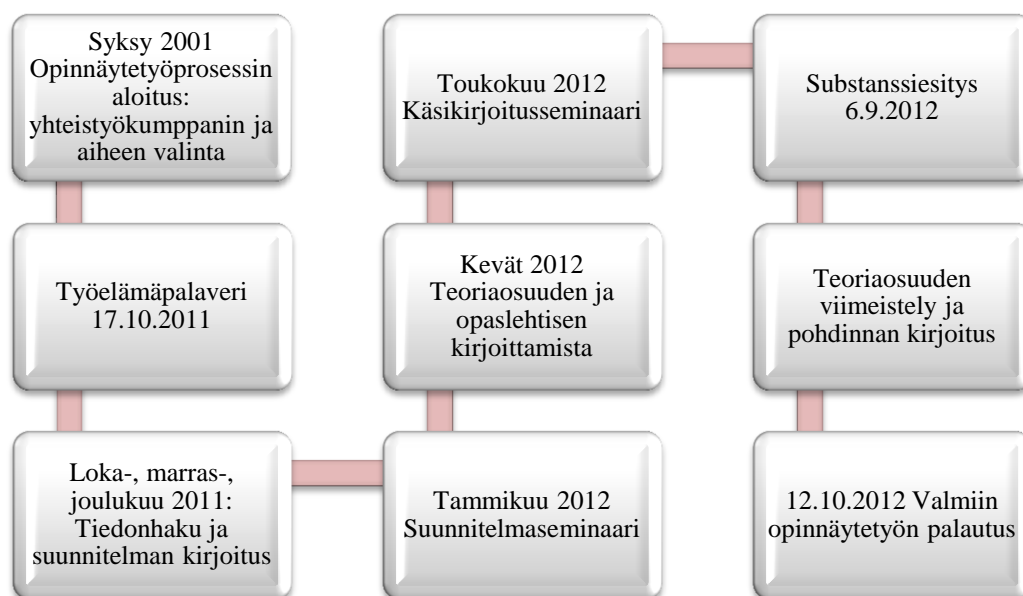 Syksy 2001
Opinnäytetyöprosessin
aloitus:
yhteistyökumppanin ja
aiheen valinta
Työelämäpalaveri
17.10.2011
Loka-, marras-,
joulukuu 2011:
Tiedonhaku ja
suunnitelman kirjoitus
Tammikuu 2012
Suunnitelmaseminaari
Kevät 2012
Teoriaosuuden ja
opaslehtisen
kirjoittamista
Toukokuu 2012
Käsikirjoitusseminaari
Substanssiesitys
6.9.2012
Teoriaosuuden
viimeistely ja
pohdinnan kirjoitus
12.10.2012 Valmiin
opinnäytetyön palautus